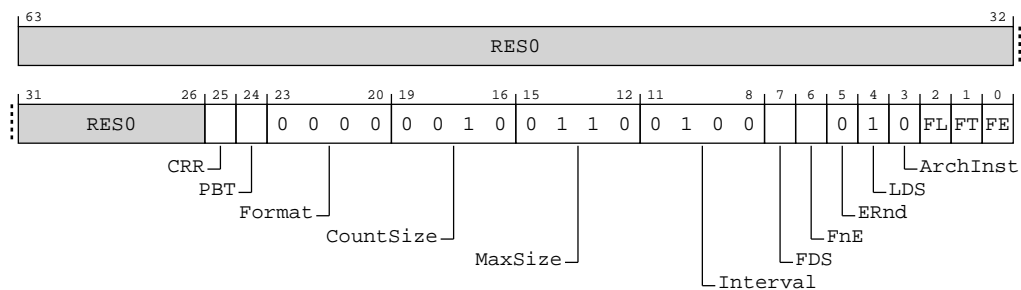 63 32
RES0
31 26 25 24 23 20 19 16 15 12 11 8 7 6 5 4 3 2 1 0
RES0 0 0 0 0 0 0 1 0 0 1 1 0 0 1 0 0 0 1 0 FL FT FE
CRR ArchInst
PBT LDS
Format ERnd
CountSize FnE
MaxSize FDS
Interval